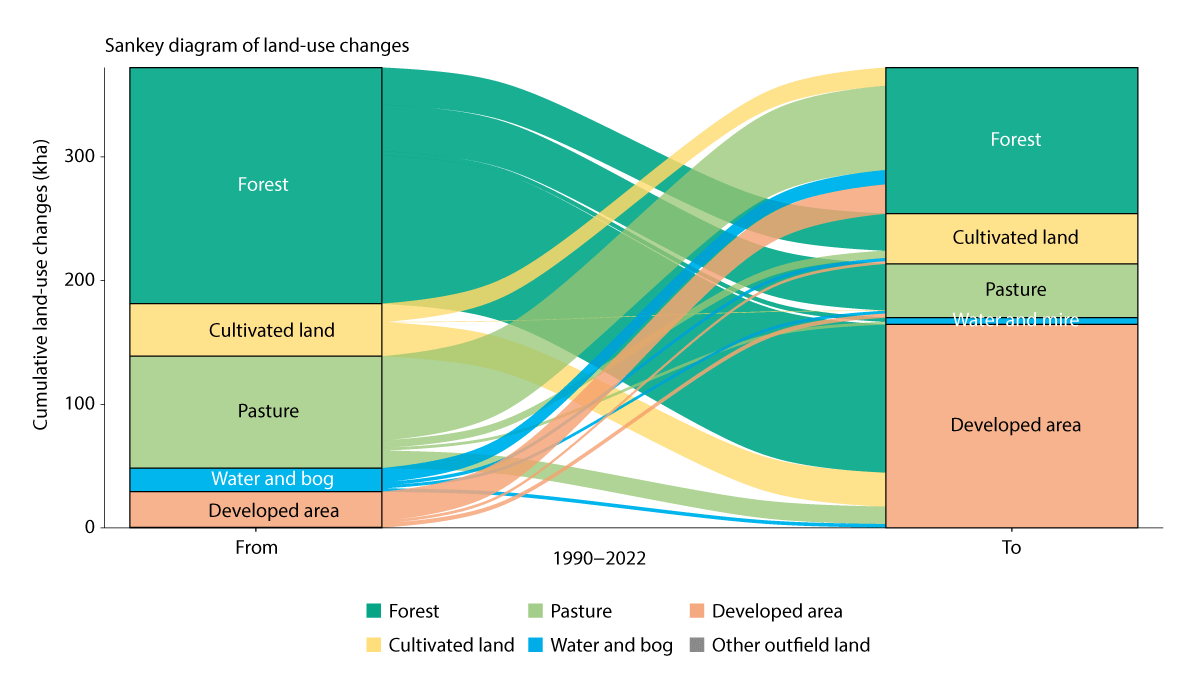 Sankey diagram of land-use changes
Cumulative land-use changes (kha)
300
200
100
0
Forest
Cultivated land
Pasture
Water and bog
Developed area
Forest
Cultivated land
Pasture
Water and mire
Developed area
From
1990–2022
To
Forest
Pasture
Developed area
Cultivated land
Water and bog
Other outfield land